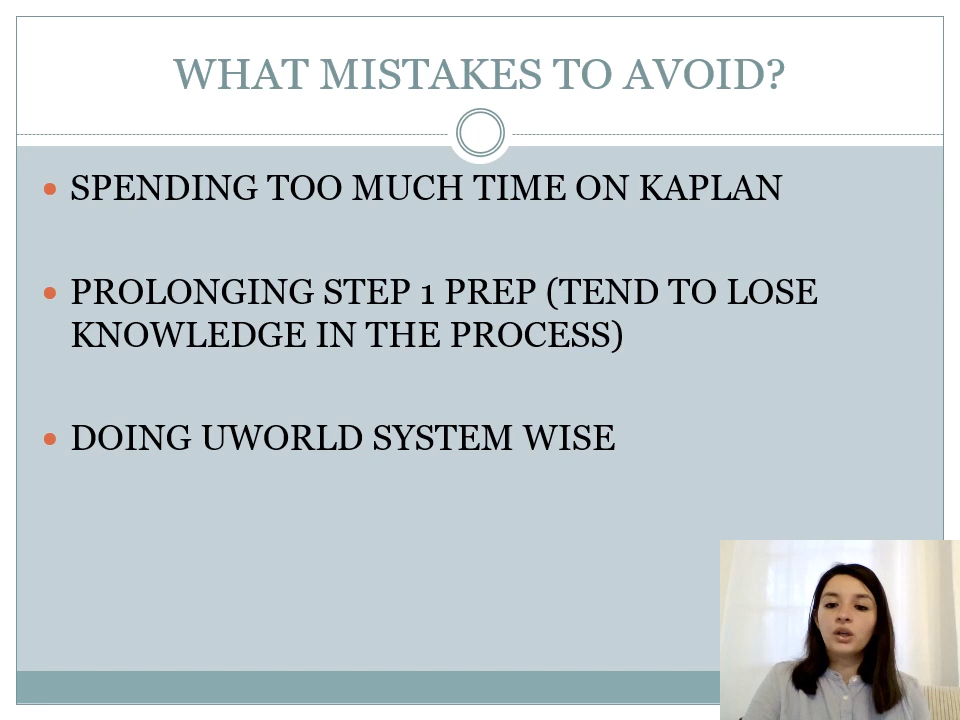 WHAT MISTAKES TO AVOID?
SPENDING TOO MUCH TIME ON KAPLAN
PROLONGING STEP 1 PREP (TEND TO LOSE
KNOWLEDGE IN THE PROCESS)
DOING UWORLD SYSTEM WISE